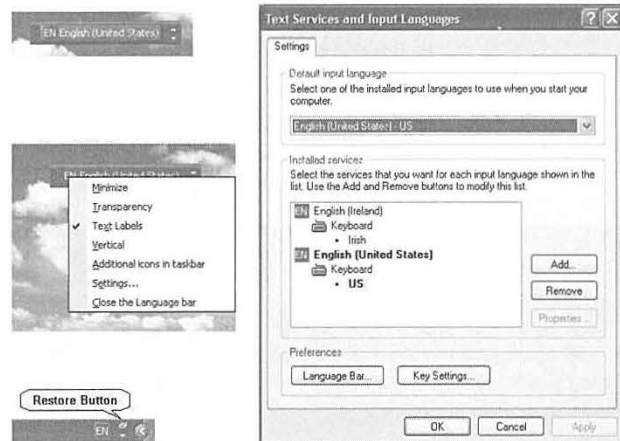 EN English (United States)
EN English (United States)
Minimize
Transparency
Text Labels
Vertical
Additional icons in taskbar
Settings...
Close the Language bar
Restore Button
EN
Text Services and Input Languages
Settings
Default input language
Select one of the installed input languages to use when you start your
computer.
English (United States) - US
Installed services
Select the services that you want for each input language shown in the
list. Use the Add and Remove buttons to modify this list.
EN English (Ireland)
Keyboard
• Irish
EN English (United States)
Keyboard
• US
Add...
Remove
Properties...
Preferences
Language Bar...
Key Settings...
OK
Cancel
Apply